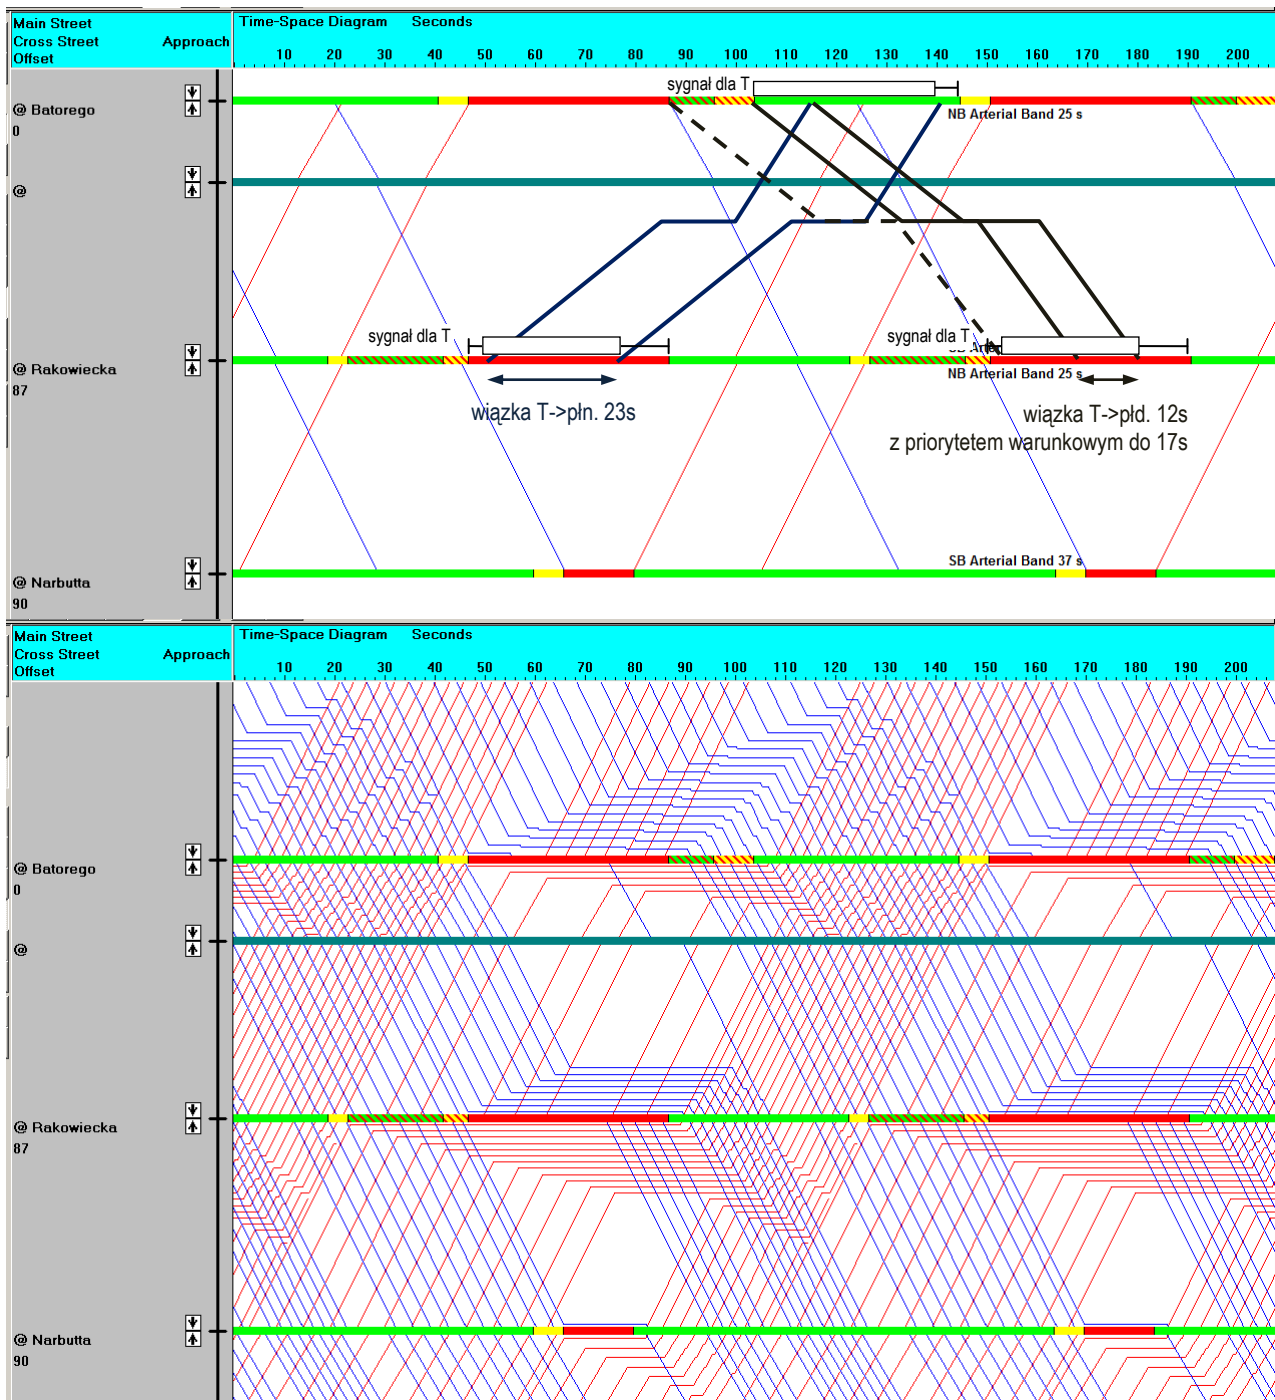 Main Street
Cross Street Approach
Offset
Time-Space Diagram Seconds
10 20 30 40 50 60 70 80 90 100 110 120 130 140 150 160 170 180 190 200
sygnał dla T
@ Batorego
0
NB Arterial Band 25 s
@
sygnał dla T
sygnał dla T
@ Rakowiecka
87
NB Arterial Band 25 s
wiązka T->płn. 23s
wiązka T->płd. 12s
z priorytetem warunkowym do 17s
SB Arterial Band 37 s
@ Narbutta
90
Main Street
Cross Street Approach
Offset
Time-Space Diagram Seconds
10 20 30 40 50 60 70 80 90 100 110 120 130 140 150 160 170 180 190 200
@ Batorego
0
@
@ Rakowiecka
87
@ Narbutta
90